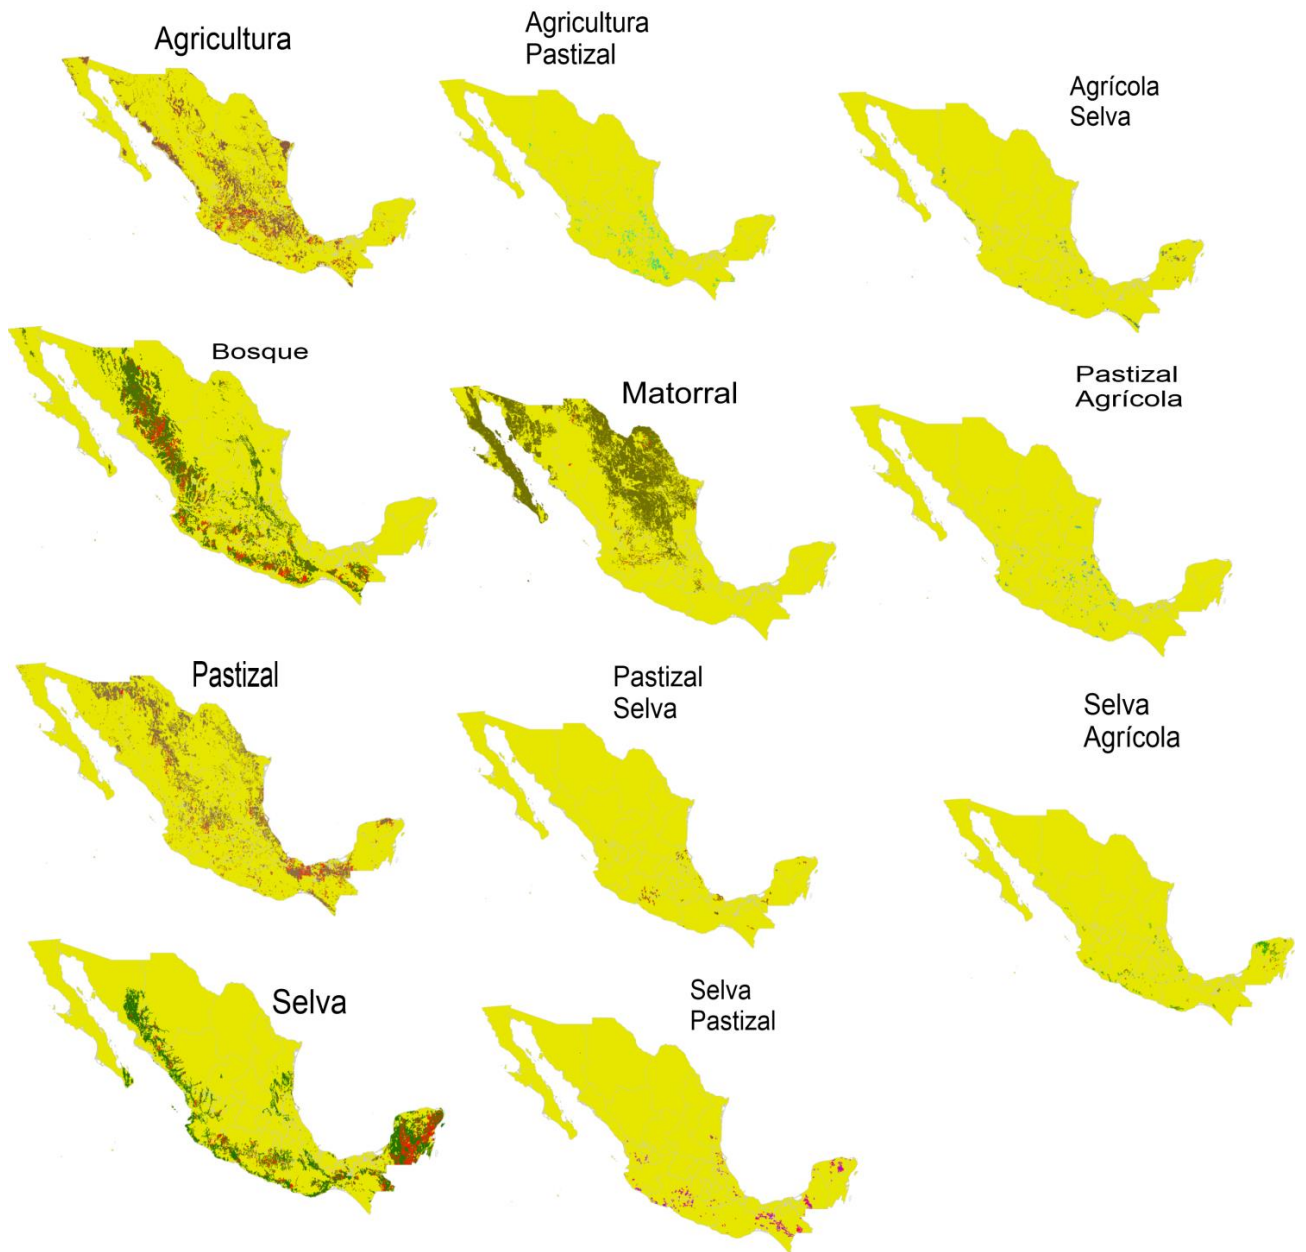 Agricultura
Agricultura
Pastizal
Agrícola
Selva
Bosque
Matorral
Pastizal
Agrícola
Pastizal
Pastizal
Selva
Selva
Agrícola
Selva
Selva
Pastizal